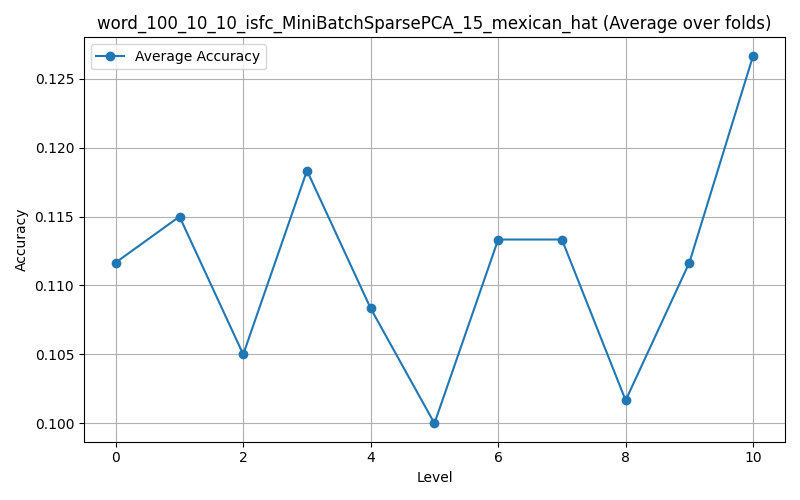 word_100_10_10_isfc_MiniBatchSparsePCA_15_mexican_hat (Average over folds)
Average Accuracy
0.125
0.120
0.115
0.110
0.105
0.100
Accuracy
0 2 4 6 8 10
Level